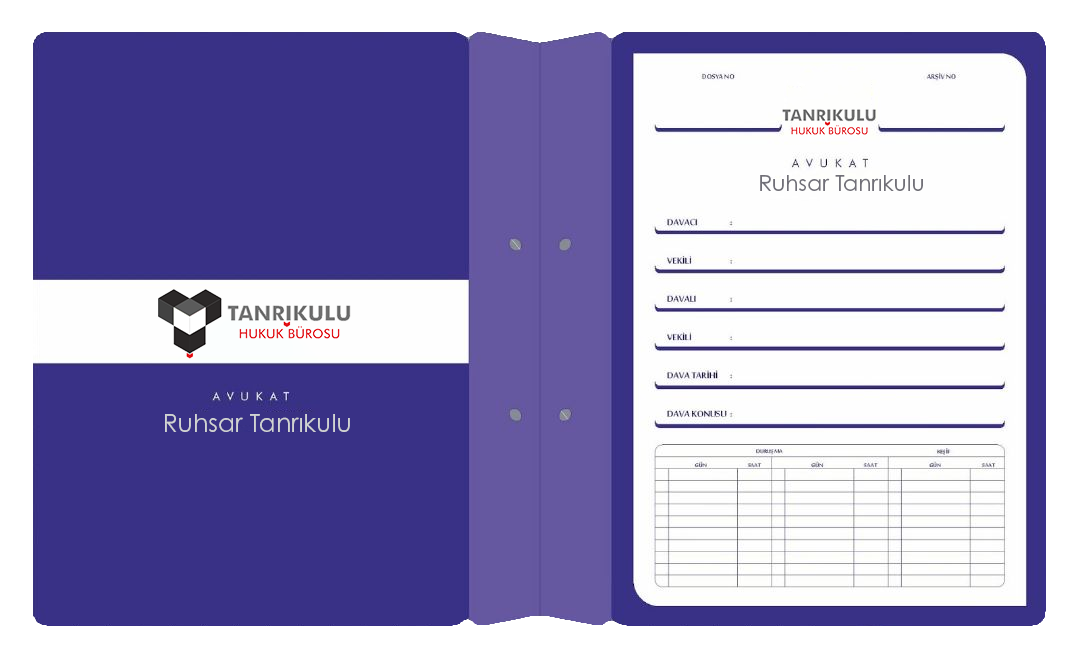 TANRIKULU
HUKUK BÜROSU
AVUKAT
Ruhsar Tanrıkulu
DOSYA NO ARŞİV NO
TANRIKULU
HUKUK BÜROSU
AVUKAT
Ruhsar Tanrıkulu
DAVACI :
VEKİLİ :
DAVALI :
VEKİLİ :
DAVA TARİHİ :
DAVA KONUSU :
DURUŞMA KEŞİF
GÜN SAAT GÜN SAAT GÜN SAAT